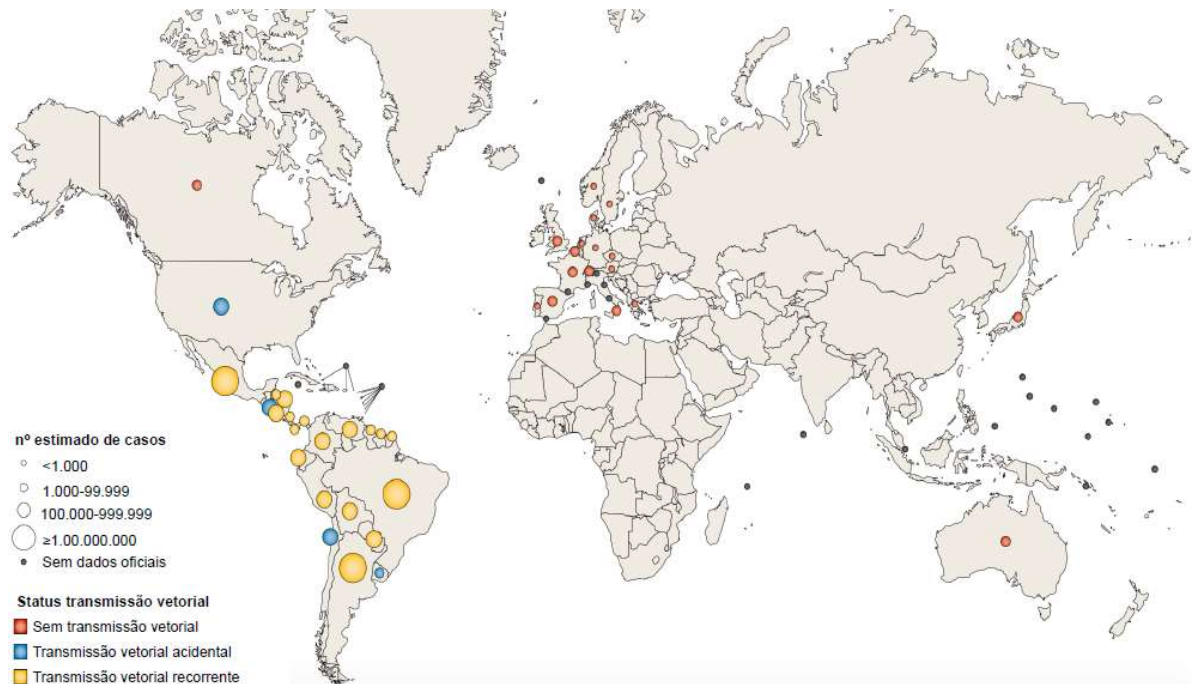 nº estimado de casos
<1.000
1.000-99.999
100.000-999.999
≥1.00.000.000
Sem dados oficiais
Status transmissão vetorial
Sem transmissão vetorial
Transmissão vetorial acidental
Transmissão vetorial recorrente